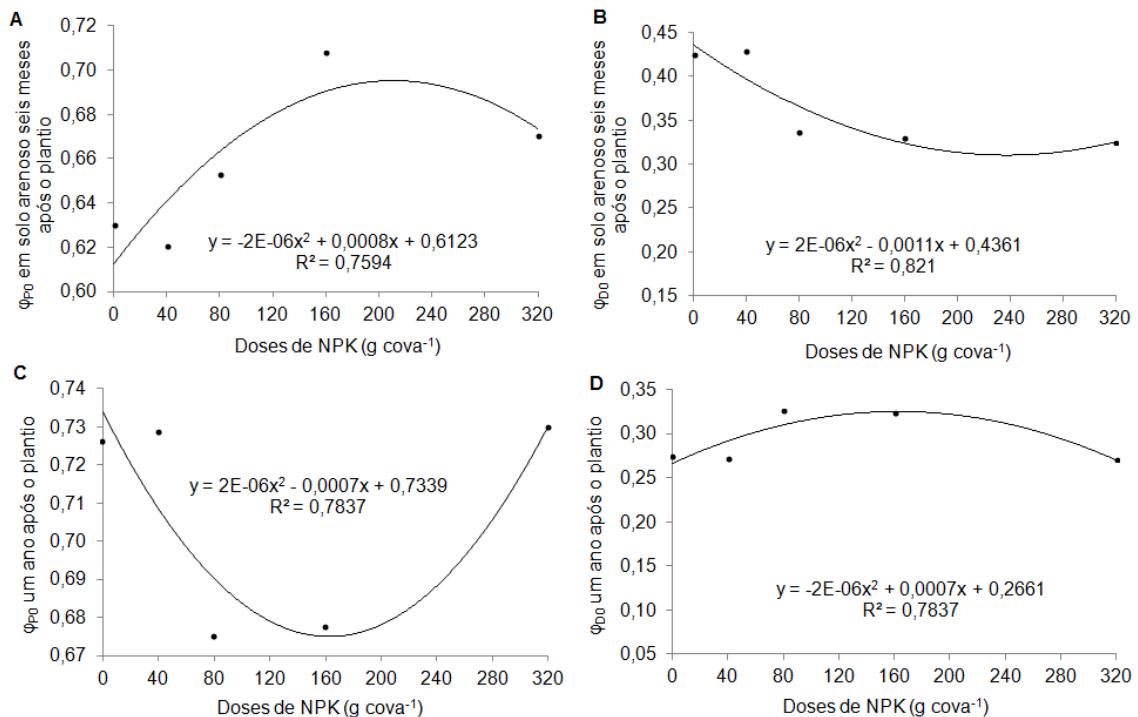 A
φP0 em solo arenoso seis meses
após o plantio
0,72
0,70
0,68
0,66
0,64
0,62
0,60
y = -2E-06x² + 0,0008x + 0,6123
R² = 0,7594
0 40 80 120 160 200 240 280 320
Doses de NPK (g cova⁻¹)
B
φD0 em solo arenoso seis meses
após o plantio
0,45
0,40
0,35
0,30
0,25
0,20
0,15
y = 2E-06x² - 0,0011x + 0,4361
R² = 0,821
0 40 80 120 160 200 240 280 320
Doses de NPK (g cova⁻¹)
C
φP0 um ano após o plantio
0,74
0,73
0,72
0,71
0,70
0,69
0,68
0,67
y = 2E-06x² - 0,0007x + 0,7339
R² = 0,7837
0 40 80 120 160 200 240 280 320
Doses de NPK (g cova⁻¹)
D
φD0 um ano após o plantio
0,35
0,30
0,25
0,20
0,15
0,10
0,05
y = -2E-06x² + 0,0007x + 0,2661
R² = 0,7837
0 40 80 120 160 200 240 280 320
Doses de NPK (g cova⁻¹)